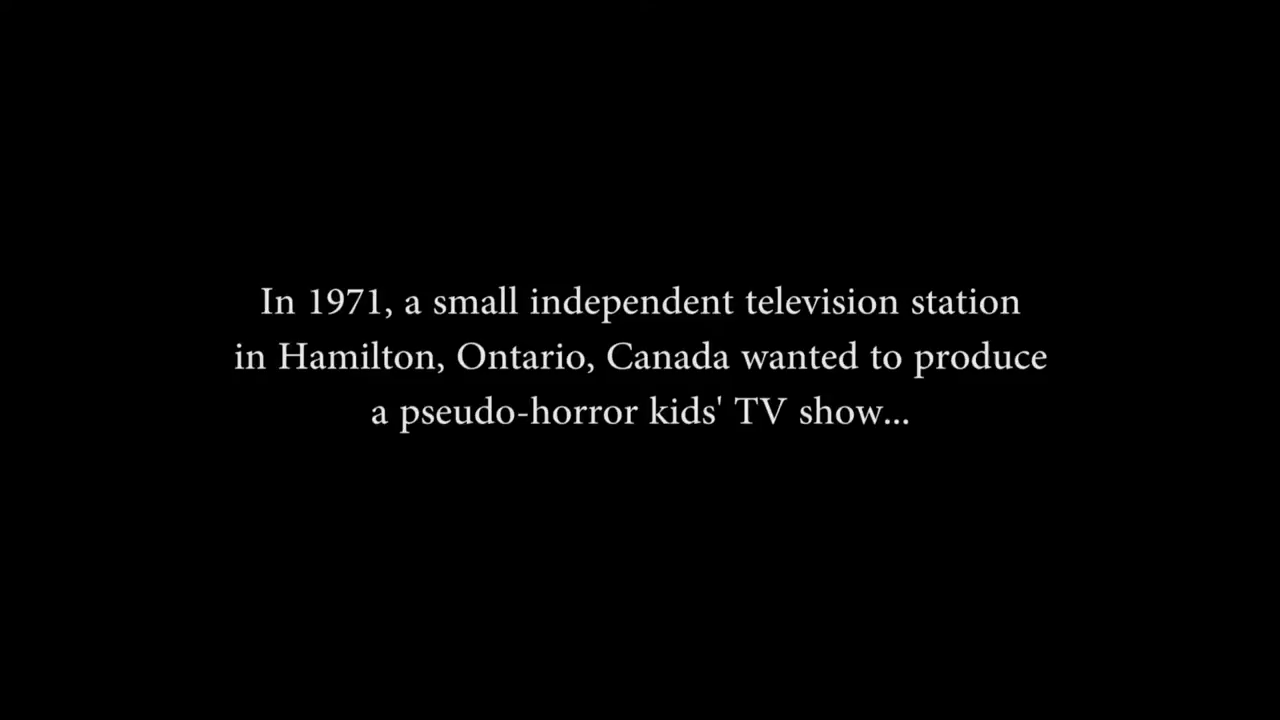 In 1971, a small independent television station
in Hamilton, Ontario, Canada wanted to produce
a pseudo-horror kids' TV show...